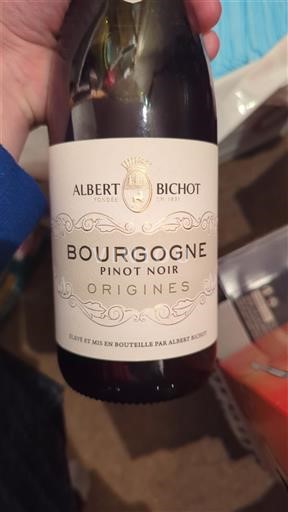 ALBERT BICHOT
FONDÉE EN 1831
BOURGOGNE
PINOT NOIR
ORIGINES
ÉLEVÉ ET MIS EN BOUTEILLE PAR ALBERT BICHOT